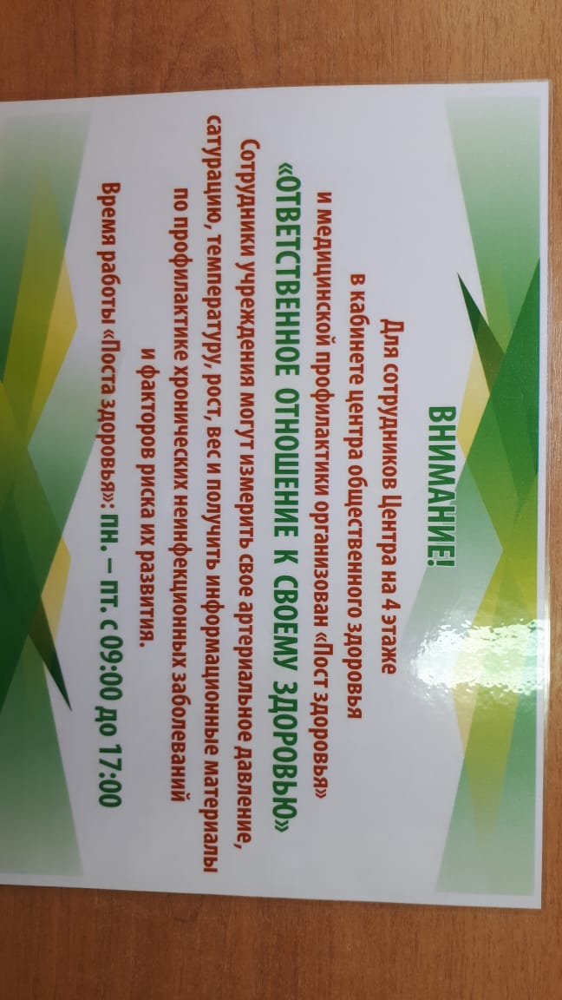 ВНИМАНИЕ!
Для сотрудников Центра на 4 этаже
в кабинете центра общественного здоровья
и медицинской профилактики организован «Пост здоровья»
«ОТВЕТСТВЕННОЕ ОТНОШЕНИЕ К СВОЕМУ ЗДОРОВЬЮ»
Сотрудники учреждения могут измерить свое артериальное давление,
сатурацию, температуру, рост, вес и получить информационные материалы
по профилактике хронических неинфекционных заболеваний
и факторов риска их развития.
Время работы «Поста здоровья»: пн. – пт. с 09:00 до 17:00